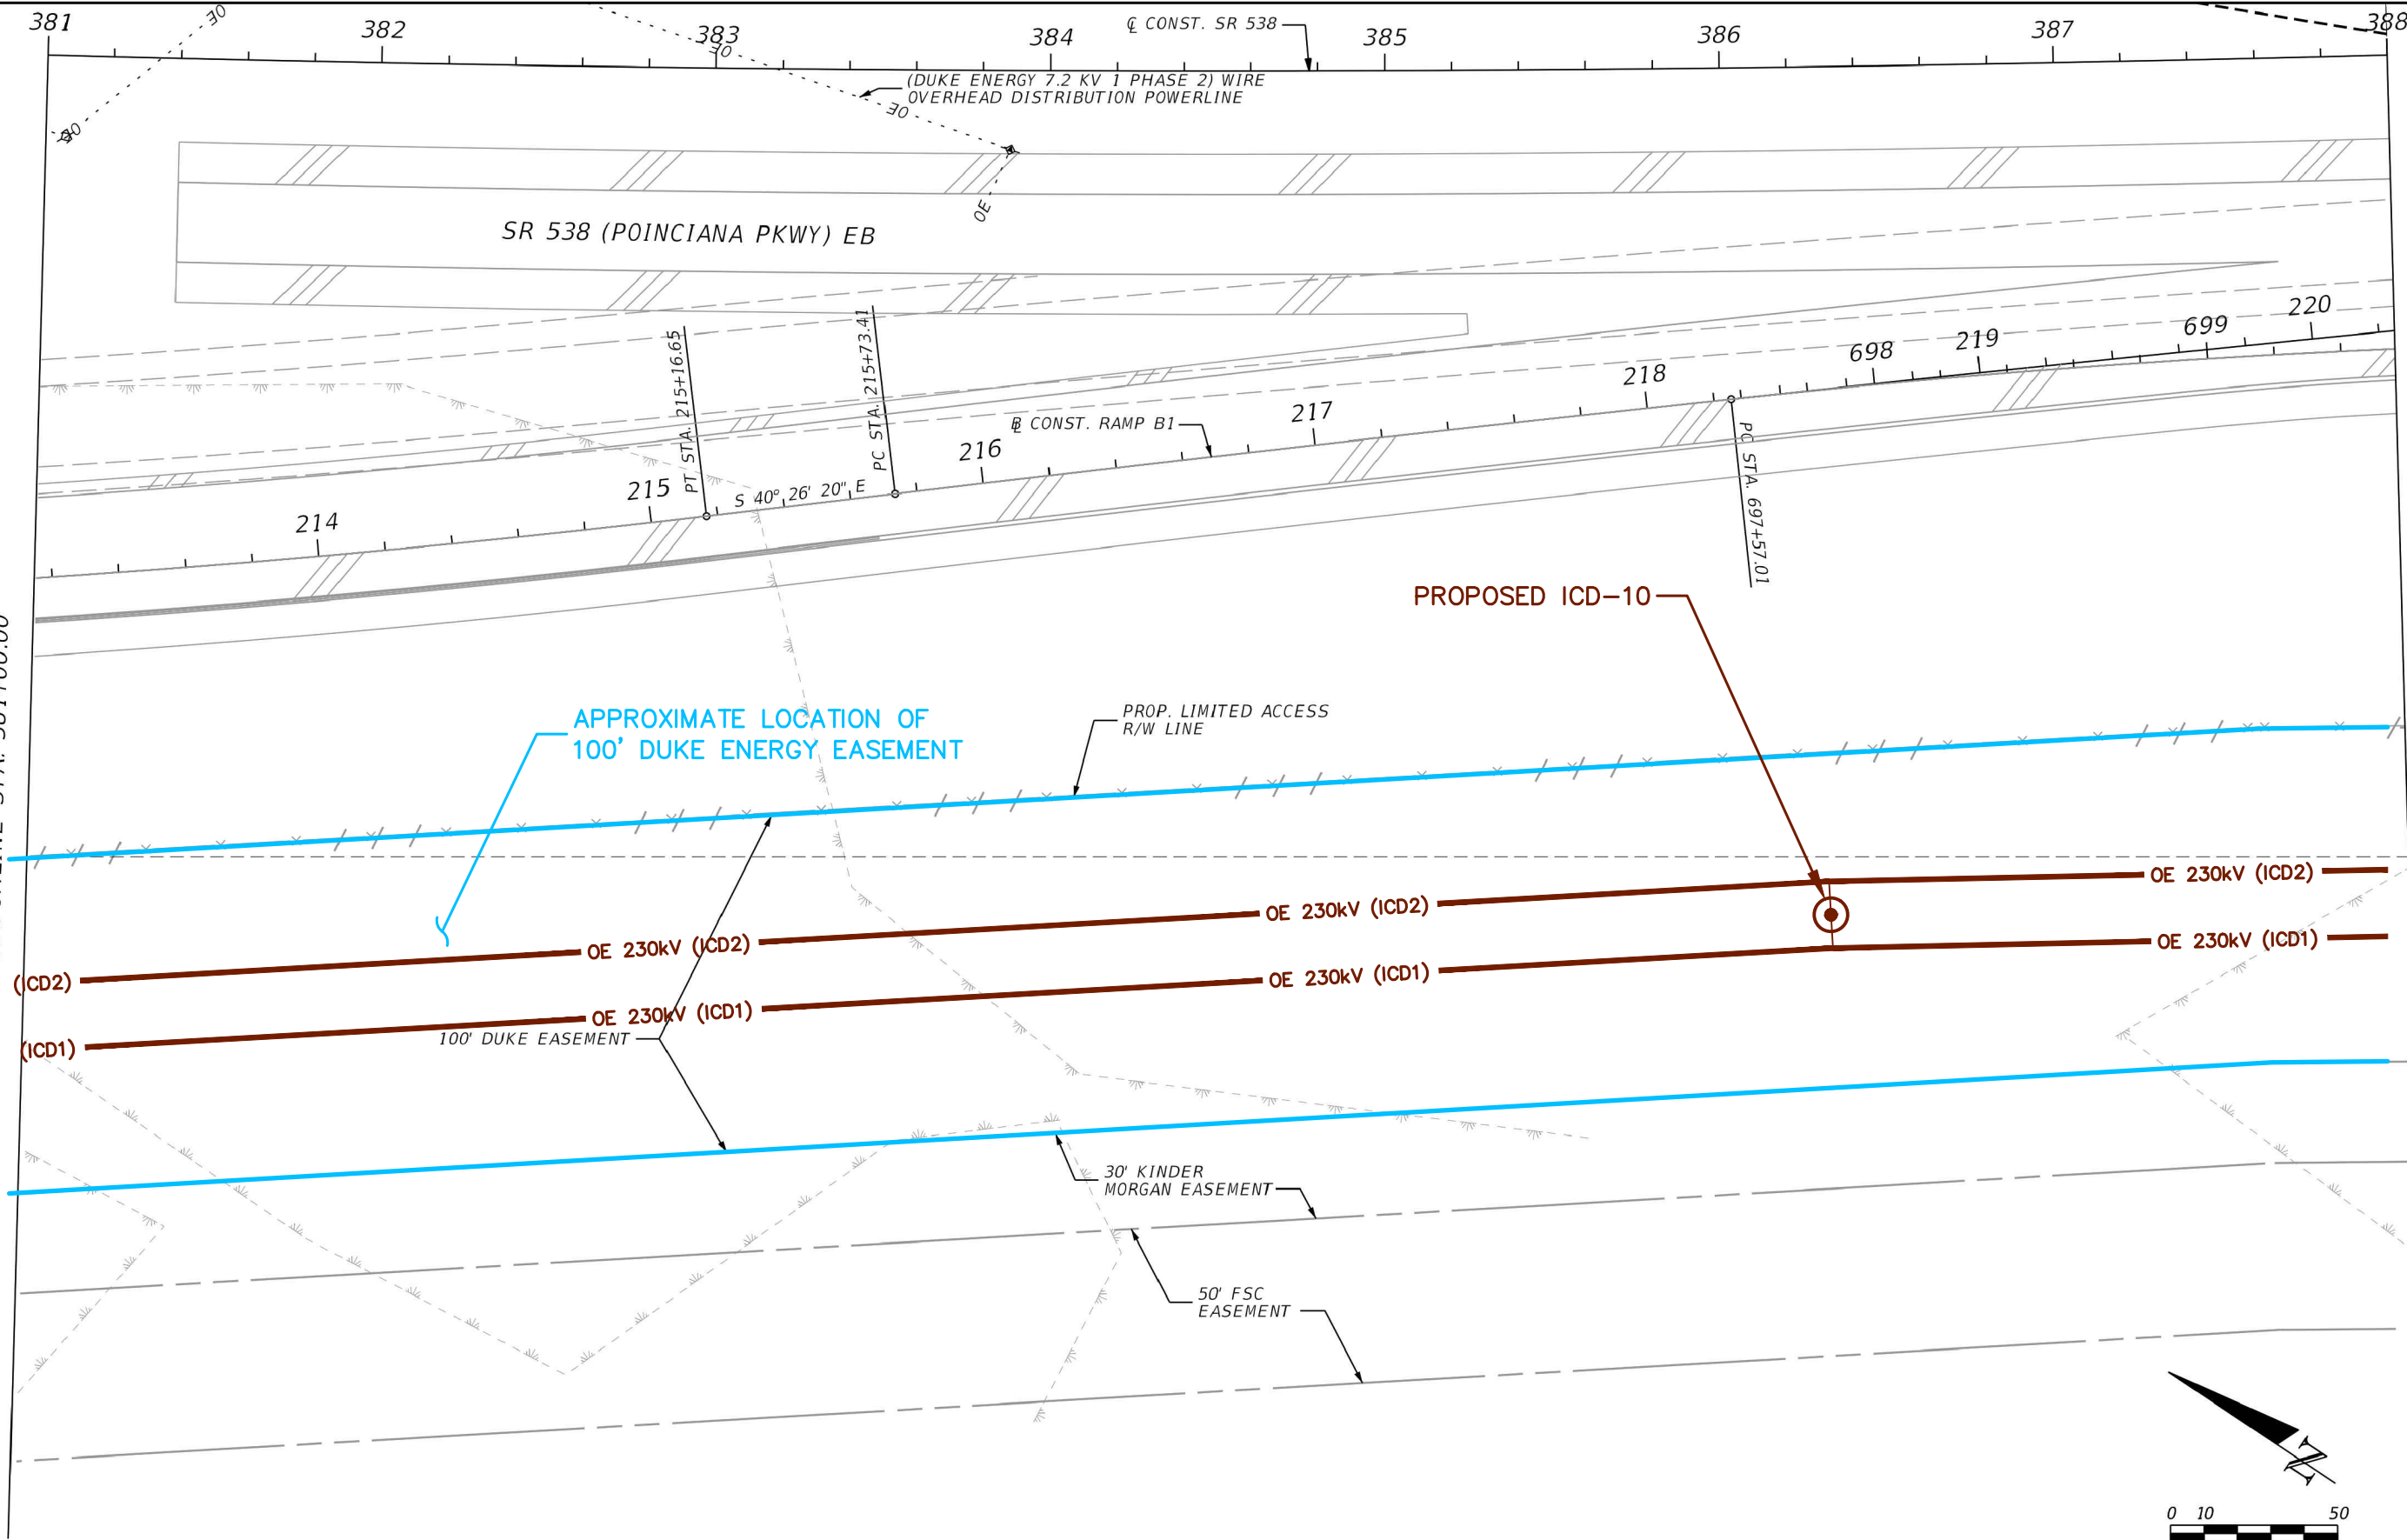 381
382
383
384
385
386
387
388
OE
OE
OE
OE
OE
℄ CONST. SR 538
(DUKE ENERGY 7.2 KV 1 PHASE 2) WIRE
OVERHEAD DISTRIBUTION POWERLINE
SR 538 (POINCIANA PKWY) EB
PT STA. 215+16.65
PC STA. 215+73.41
S 40° 26' 20" E
214
215
216
217
218
698
219
699
220
BL CONST. RAMP B1
PC STA. 697+57.01
PROPOSED ICD-10
APPROXIMATE LOCATION OF
100' DUKE ENERGY EASEMENT
PROP. LIMITED ACCESS
R/W LINE
OE 230kV (ICD2)
OE 230kV (ICD2)
OE 230kV (ICD2)
(ICD2)
OE 230kV (ICD1)
OE 230kV (ICD1)
OE 230kV (ICD1)
(ICD1)
100' DUKE EASEMENT
30' KINDER
MORGAN EASEMENT
50' FSC
EASEMENT
N
0 10 50